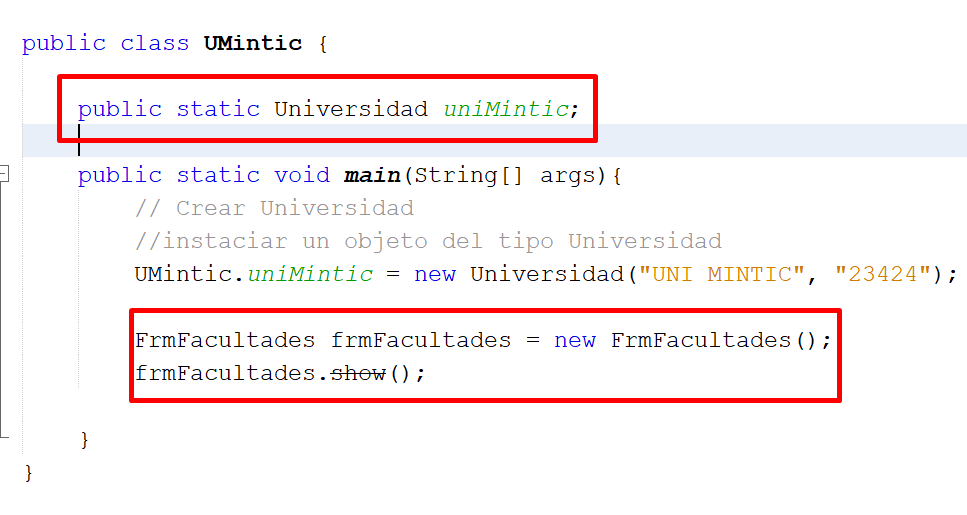 public class UMintic {
public static Universidad uniMintic;
public static void main(String[] args){
// Crear Universidad
//instaciar un objeto del tipo Universidad
UMintic.uniMintic = new Universidad("UNI MINTIC", "23424");
FrmFacultades frmFacultades = new FrmFacultades();
frmFacultades.show();
}
}